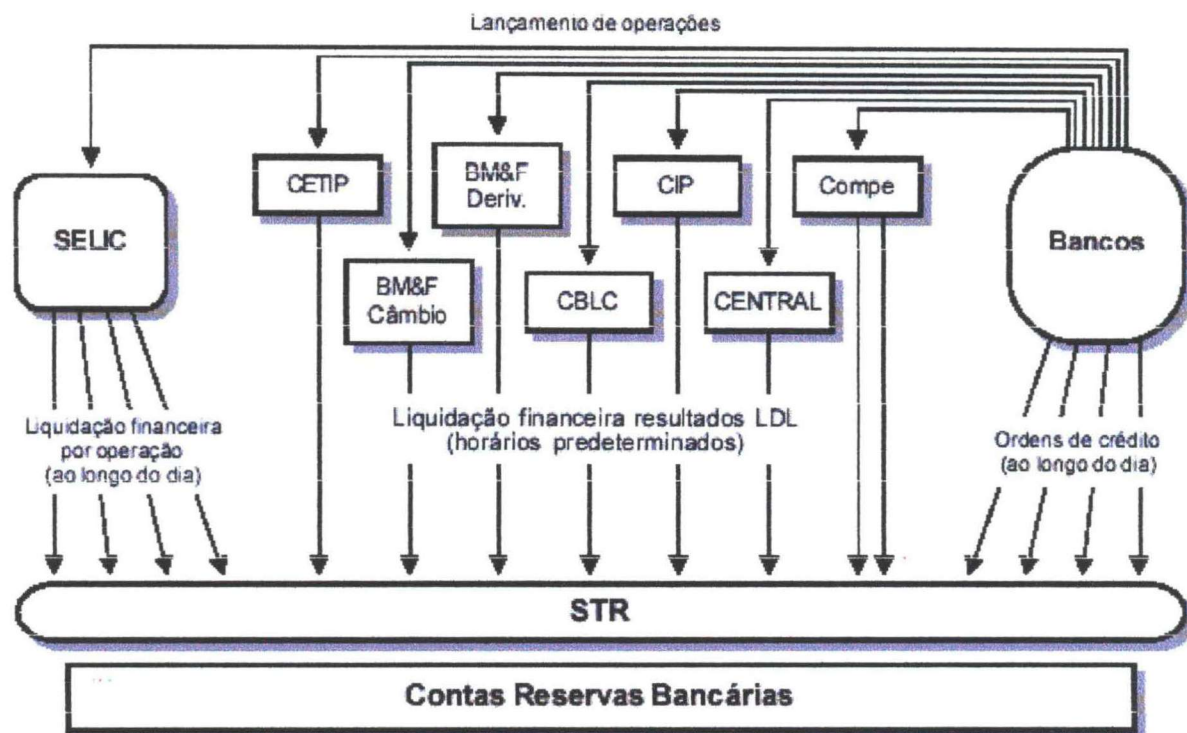 Lançamento de operações
CETIP
BM&F
Deriv.
CIP
Compe
SELIC
Bancos
BM&F
Câmbio
CBLC
CENTRAL
Liquidação financeira
por operação
(ao longo do dia)
Liquidação financeira resultados LDL
(horários predeterminados)
Ordens de crédito
(ao longo do dia)
STR
Contas Reservas Bancárias